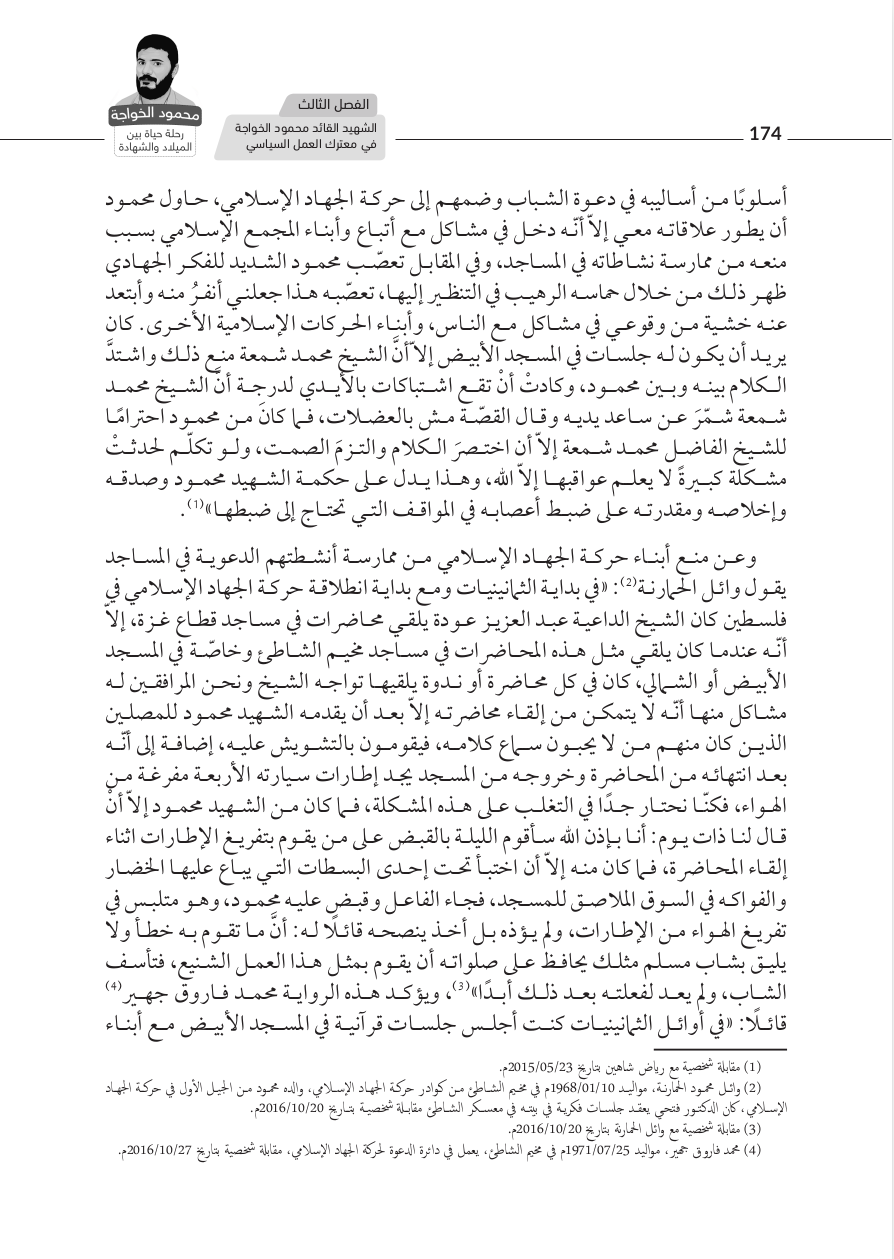 174
الفصل الثالث
الشهيد القائد محمود الخواجة
في معترك العمل السياسي
محمود الخواجة
رحلة حياة بين
الميلاد والشهادة
أسلوبًا من أساليبه في دعوة الشباب وضمهم إلى حركة الجهاد الإسلامي، حاول محمود
أن يطور علاقاته معي إلاّ أنّه دخل في مشاكل مع أتباع وأبناء المجمع الإسلامي بسبب
منعه من ممارسة نشاطاته في المساجد، وفي المقابل تعصّب محمود الشديد للفكر الجهادي
ظهر ذلك من خلال حماسه الرهيب في التنظير إليها، تعصّبه هذا جعلني أنفرُ منه وأبتعد
عنه خشية من وقوعي في مشاكل مع الناس، وأبناء الحركات الإسلامية الأخرى. كان
يريد أن يكون له جلسات في المسجد الأبيض إلاّ أنَّ الشيخ محمد شمعة منع ذلك واشتدَّ
الكلام بينه وبين محمود، وكادتْ أنْ تقع اشتباكات بالأيدي لدرجة أنَّ الشيخ محمد
شمعة شمّرَ عن ساعد يديه وقال القصّة مش بالعضلات، فما كانَ من محمود احترامًا
للشيخ الفاضل محمد شمعة إلاّ أن اختصرَ الكلام والتزمَ الصمت، ولو تكلّم لحدثتْ
مشكلة كبيرةً لا يعلم عواقبها إلاّ الله، وهذا يدل على حكمة الشهيد محمود وصدقه
وإخلاصه ومقدرته على ضبط أعصابه في المواقف التي تحتاج إلى ضبطها»(1).
وعن منع أبناء حركة الجهاد الإسلامي من ممارسة أنشطتهم الدعوية في المساجد
يقول وائل الحمارنة(2): «في بداية الثمانينيات ومع بداية انطلاقة حركة الجهاد الإسلامي في
فلسطين كان الشيخ الداعية عبد العزيز عودة يلقي محاضرات في مساجد قطاع غزة، إلاّ
أنّه عندما كان يلقي مثل هذه المحاضرات في مساجد مخيم الشاطئ وخاصّة في المسجد
الأبيض أو الشمالي، كان في كل محاضرة أو ندوة يلقيها تواجه الشيخ ونحن المرافقين له
مشاكل منها أنّه لا يتمكن من إلقاء محاضرته إلاّ بعد أن يقدمه الشهيد محمود للمصلين
الذين كان منهم من لا يحبون سماع كلامه، فيقومون بالتشويش عليه، إضافة إلى أنّه
بعد انتهائه من المحاضرة وخروجه من المسجد يجد إطارات سيارته الأربعة مفرغة من
الهواء، فكنّا نحتار جدًا في التغلب على هذه المشكلة، فما كان من الشهيد محمود إلاّ أنْ
قال لنا ذات يوم: أنا بإذن الله سأقوم الليلة بالقبض على من يقوم بتفريغ الإطارات اثناء
إلقاء المحاضرة، فما كان منه إلاّ أن اختبأ تحت إحدى البسطات التي يباع عليها الخضار
والفواكه في السوق الملاصق للمسجد، فجاء الفاعل وقبض عليه محمود، وهو متلبس في
تفريغ الهواء من الإطارات، ولم يؤذه بل أخذ ينصحه قائلًا له: أنَّ ما تقوم به خطأ ولا
يليق بشاب مسلم مثلك يحافظ على صلواته أن يقوم بمثل هذا العمل الشنيع، فتأسف
الشاب، ولم يعد لفعلته بعد ذلك أبدًا»(3)، ويؤكد هذه الرواية محمد فاروق جهير(4)
قائلًا: «في أوائل الثمانينيات كنت أجلس جلسات قرآنية في المسجد الأبيض مع أبناء
(1) مقابلة شخصية مع رياض شاهين بتاريخ 2015/05/23م.
(2) وائل محمود الحمارنة، مواليد 1968/01/10م في مخيم الشاطئ من كوادر حركة الجهاد الإسلامي، والده محمود من الجيل الأول في حركة الجهاد
الإسلامي، كان الدكتور فتحي يعقد جلسات فكرية في بيته في معسكر الشاطئ مقابلة شخصية بتاريخ 2016/10/20م.
(3) مقابلة شخصية مع وائل الحمارنة بتاريخ 2016/10/20م.
(4) محمد فاروق جهير، مواليد 1971/07/25م في مخيم الشاطئ، يعمل في دائرة الدعوة لحركة الجهاد الإسلامي، مقابلة شخصية بتاريخ 2016/10/27م.